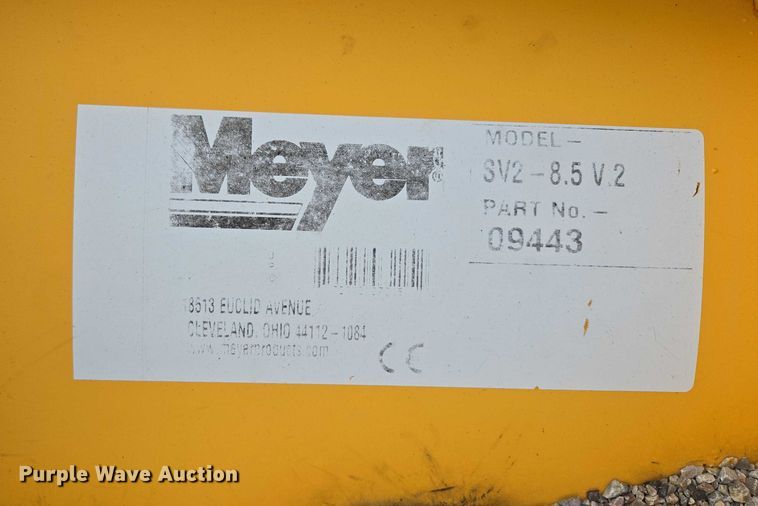 Meyer®
MODEL-
SV2-8.5 V.2
PART No.-
09443
18513 EUCLID AVENUE
CLEVELAND, OHIO 44112-1084
www.meyerproducts.com
CE
Purple Wave Auction